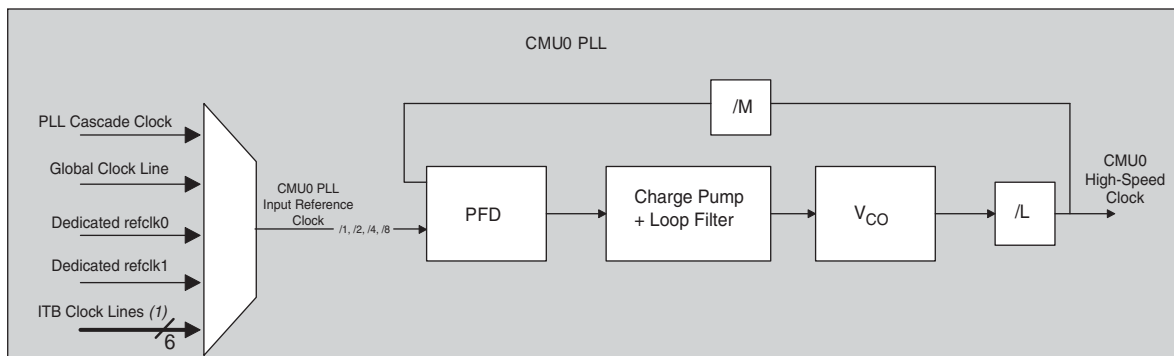 CMU0 PLL
PLL Cascade Clock
Global Clock Line
Dedicated refclk0
Dedicated refclk1
ITB Clock Lines (1)
6
CMU0 PLL
Input Reference
Clock
/1, /2, /4, /8
/M
PFD
Charge Pump
+ Loop Filter
VCO
/L
CMU0
High-Speed
Clock